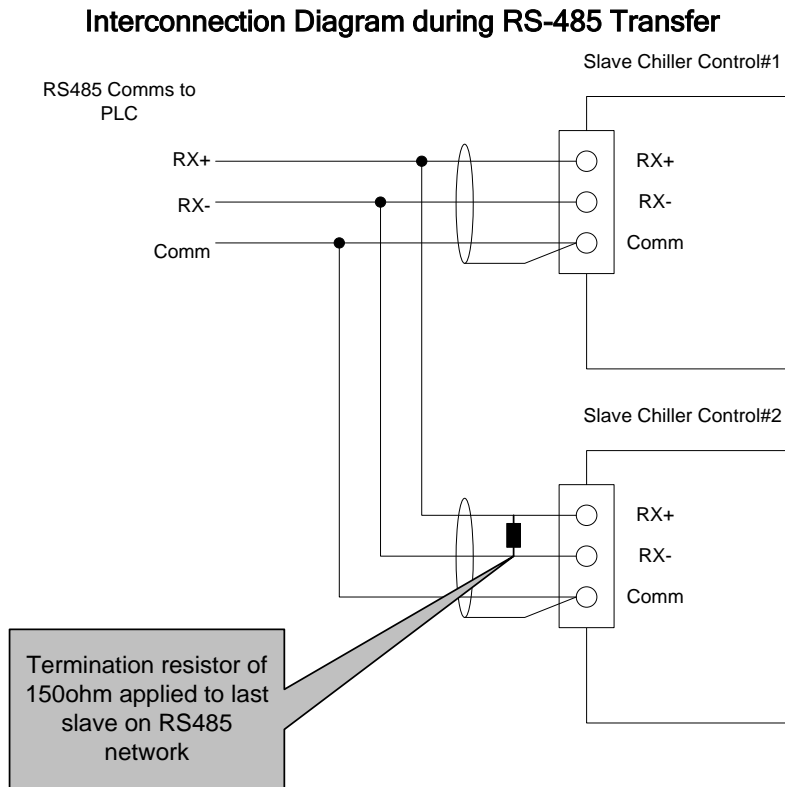 Interconnection Diagram during RS-485 Transfer
Slave Chiller Control#1
RS485 Comms to
PLC
RX+
RX-
Comm
RX+
RX-
Comm
Slave Chiller Control#2
RX+
RX-
Comm
Termination resistor of
150ohm applied to last
slave on RS485
network